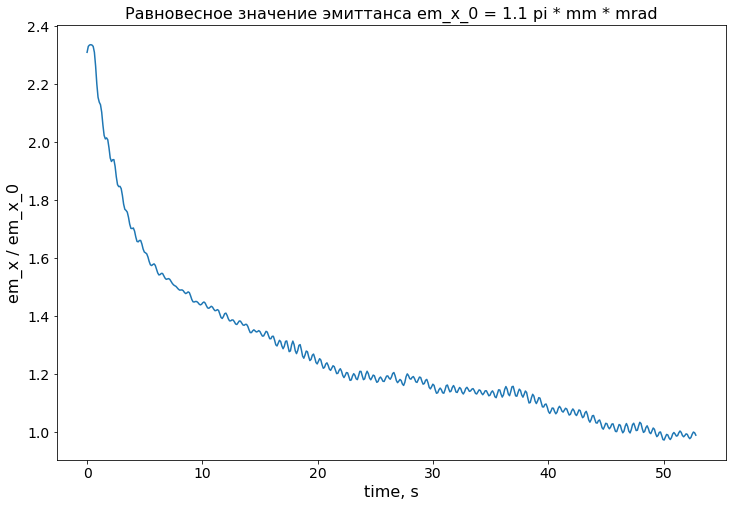 Равновесное значение эмиттанса em_x_0 = 1.1 pi * mm * mrad
em_x / em_x_0
2.4
2.2
2.0
1.8
1.6
1.4
1.2
1.0
0 10 20 30 40 50
time, s